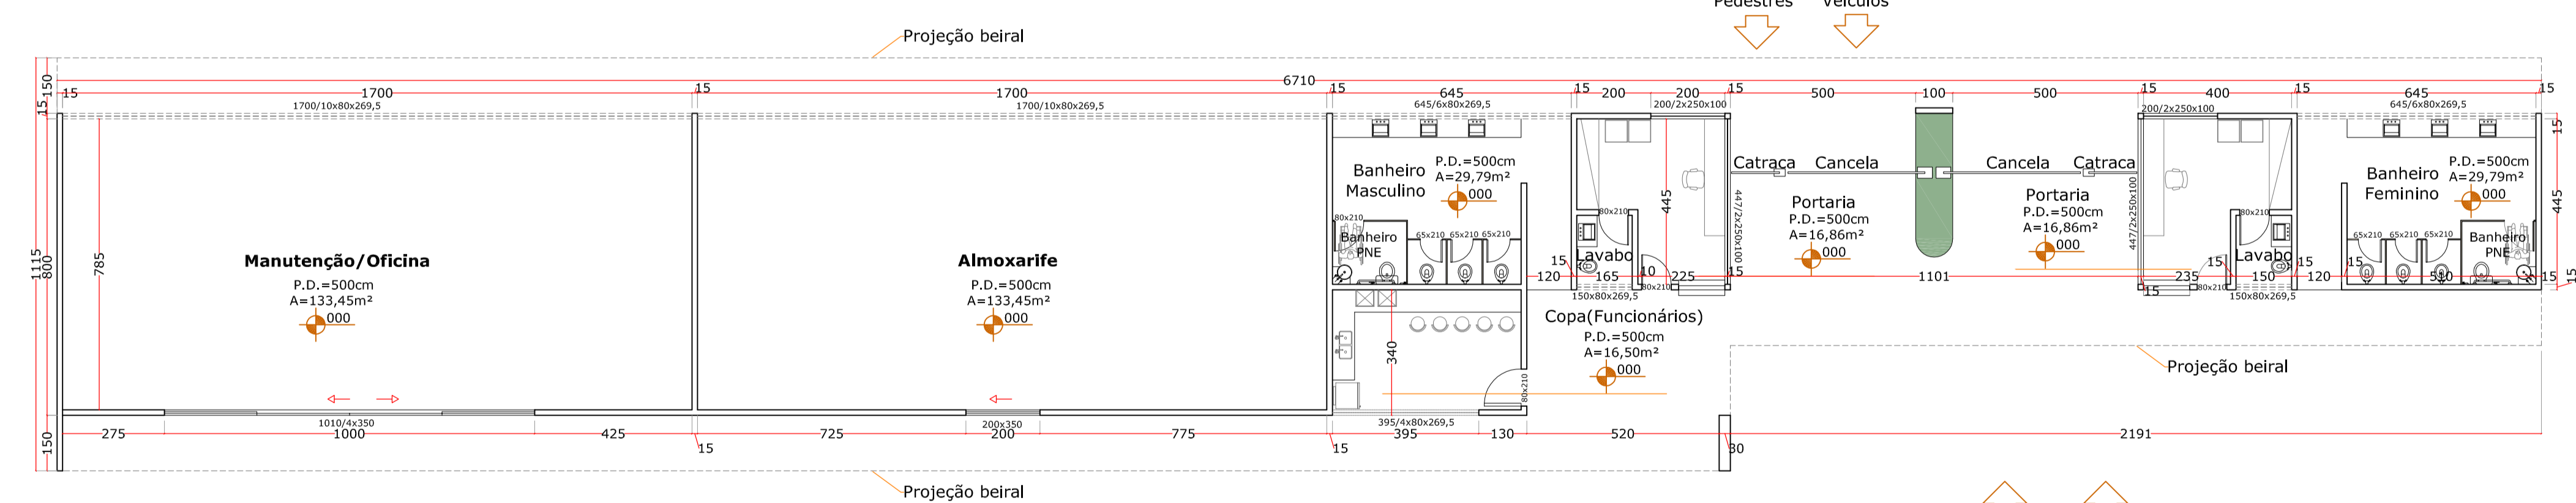 Pedestres Veículos
Projeção beiral
6710
15 1700 15 1700 15 645 15 200 200 15 500 100 500 15 400 15 645 15
1700/10x80x269,5 1700/10x80x269,5 645/6x80x269,5 200/2x250x100 200/2x250x100 645/6x80x269,5
150
15
1115
800
785
Manutenção/Oficina
P.D.=500cm
A=133,45m²
000
Almoxarife
P.D.=500cm
A=133,45m²
000
Banheiro
Masculino
P.D.=500cm
A=29,79m²
000
80x210
Banheiro
PNE
65x210 65x210 65x210
80x210
445
Lavabo
15 120 165 10 225 15
80x210
150x80x269,5
447/2x250x100
Catraca Cancela
Cancela Catraca
Portaria
P.D.=500cm
A=16,86m²
000
Portaria
P.D.=500cm
A=16,86m²
000
1101
447/2x250x100
80x210
Lavabo
15 235 15 150 15 120 15 510 15
80x210
150x80x269,5
Banheiro
Feminino
P.D.=500cm
A=29,79m²
000
65x210 65x210 65x210
Banheiro
PNE
15
445
15
340
80x210
Copa(Funcionários)
P.D.=500cm
A=16,50m²
000
Projeção beiral
150
1010/4x350 200x350 395/4x80x269,5
275 1000 425 15 725 200 775 15 395 130 520 30 2191
Projeção beiral